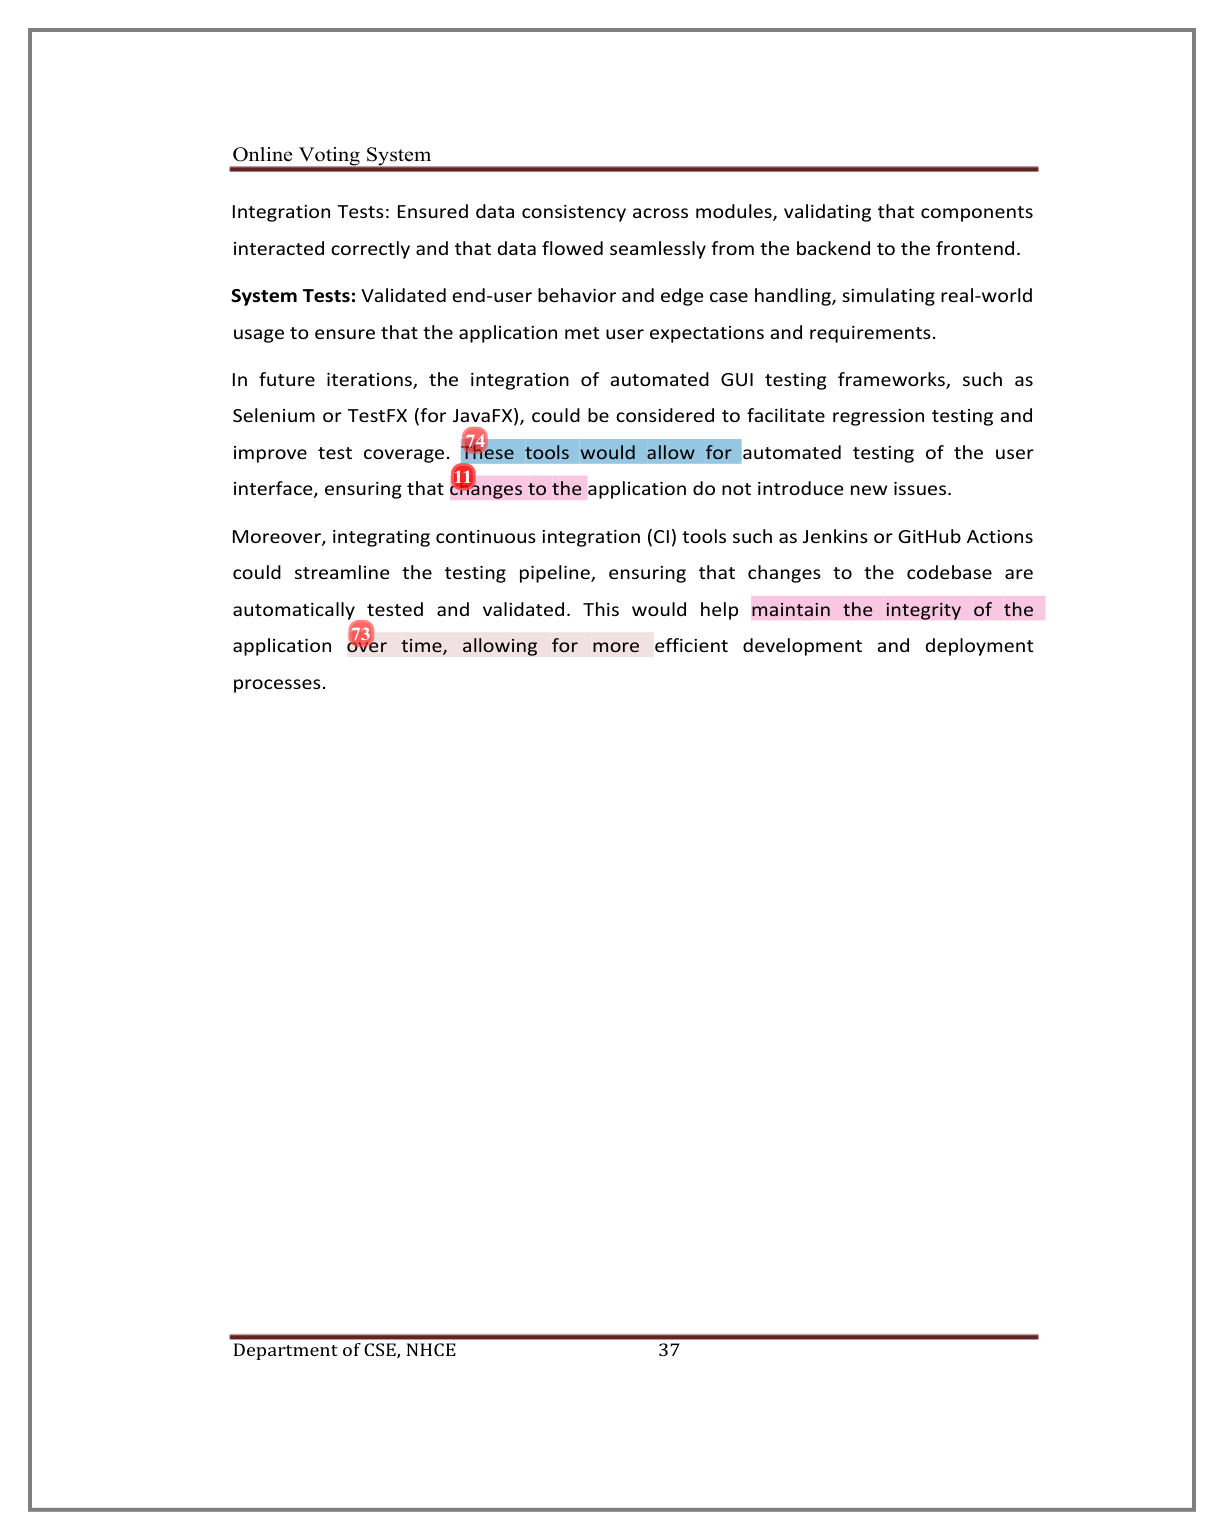 Online Voting System
Integration Tests: Ensured data consistency across modules, validating that components
interacted correctly and that data flowed seamlessly from the backend to the frontend.
System Tests: Validated end-user behavior and edge case handling, simulating real-world
usage to ensure that the application met user expectations and requirements.
In future iterations, the integration of automated GUI testing frameworks, such as
Selenium or TestFX (for JavaFX), could be considered to facilitate regression testing and
74
improve test coverage. These tools would allow for automated testing of the user
11
interface, ensuring that changes to the application do not introduce new issues.
Moreover, integrating continuous integration (CI) tools such as Jenkins or GitHub Actions
could streamline the testing pipeline, ensuring that changes to the codebase are
automatically tested and validated. This would help maintain the integrity of the
73
application over time, allowing for more efficient development and deployment
processes.
Department of CSE, NHCE 37